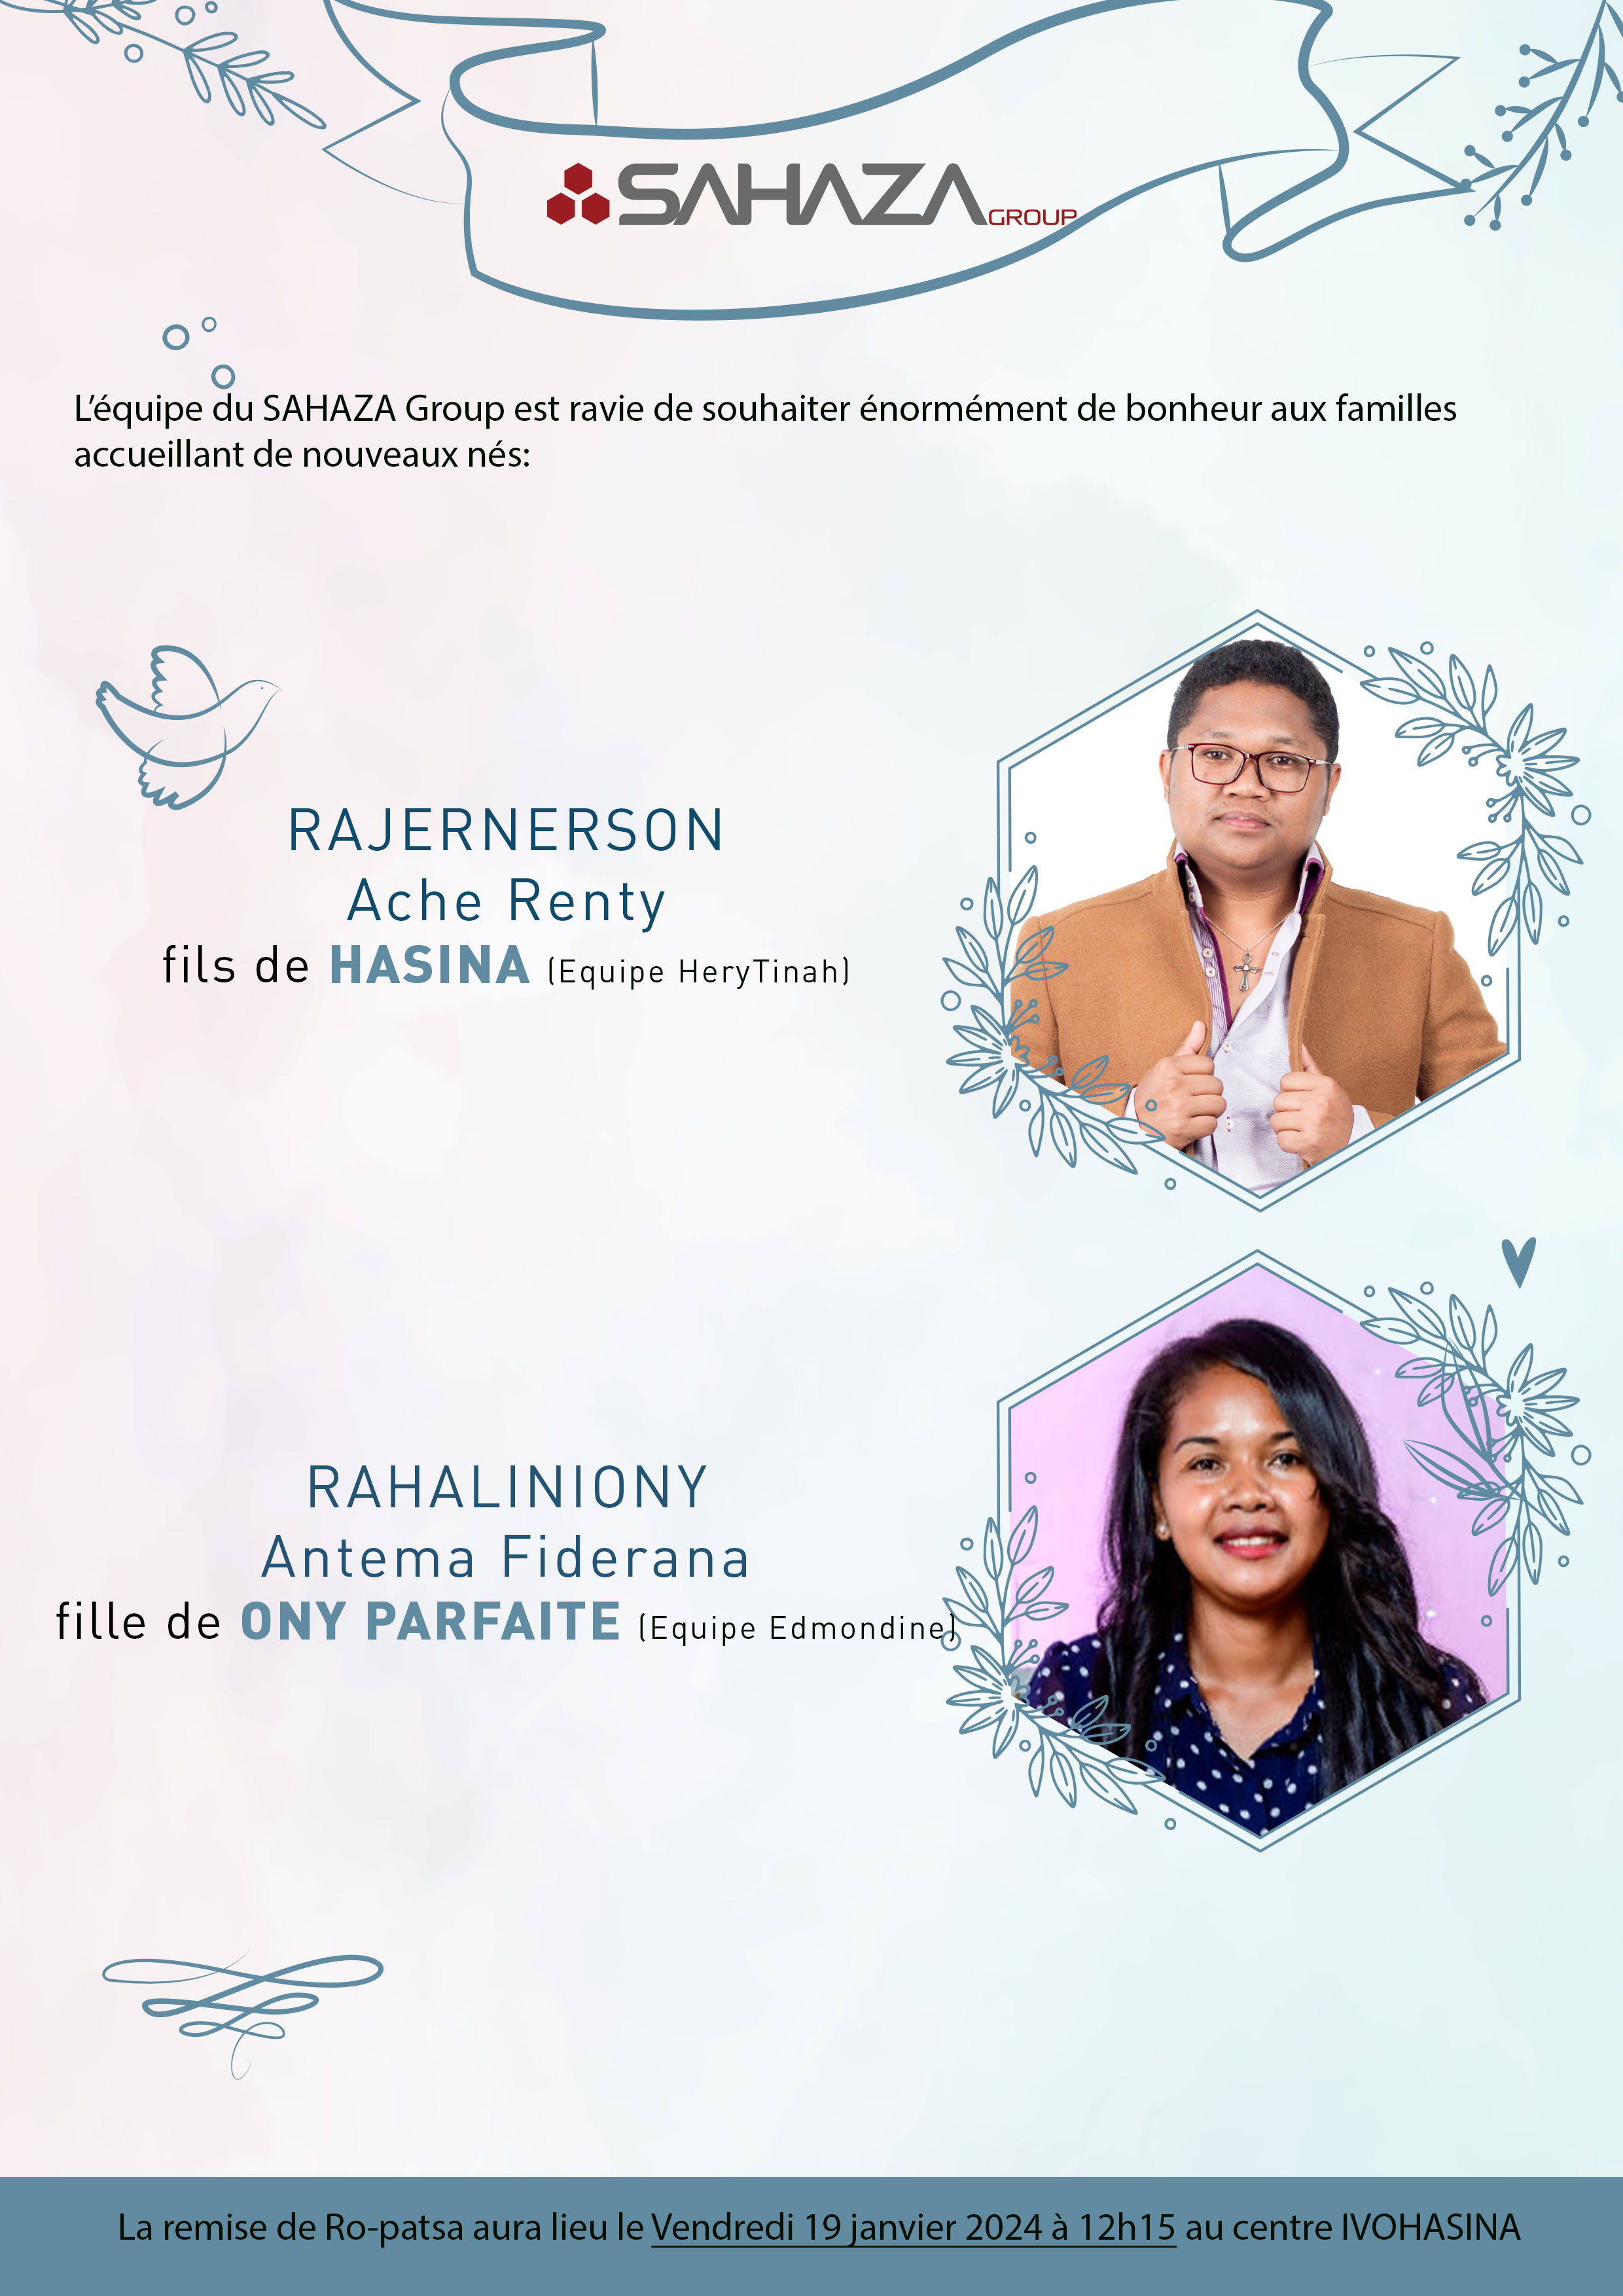 SAHAZA GROUP
L’équipe du SAHAZA Group est ravie de souhaiter énormément de bonheur aux familles
accueillant de nouveaux nés:
RAJERNERSON
Ache Renty
fils de HASINA (Equipe HeryTinah)
RAHALINIONY
Antema Fiderana
fille de ONY PARFAITE (Equipe Edmondine)
La remise de Ro-patsa aura lieu le Vendredi 19 janvier 2024 à 12h15 au centre IVOHASINA